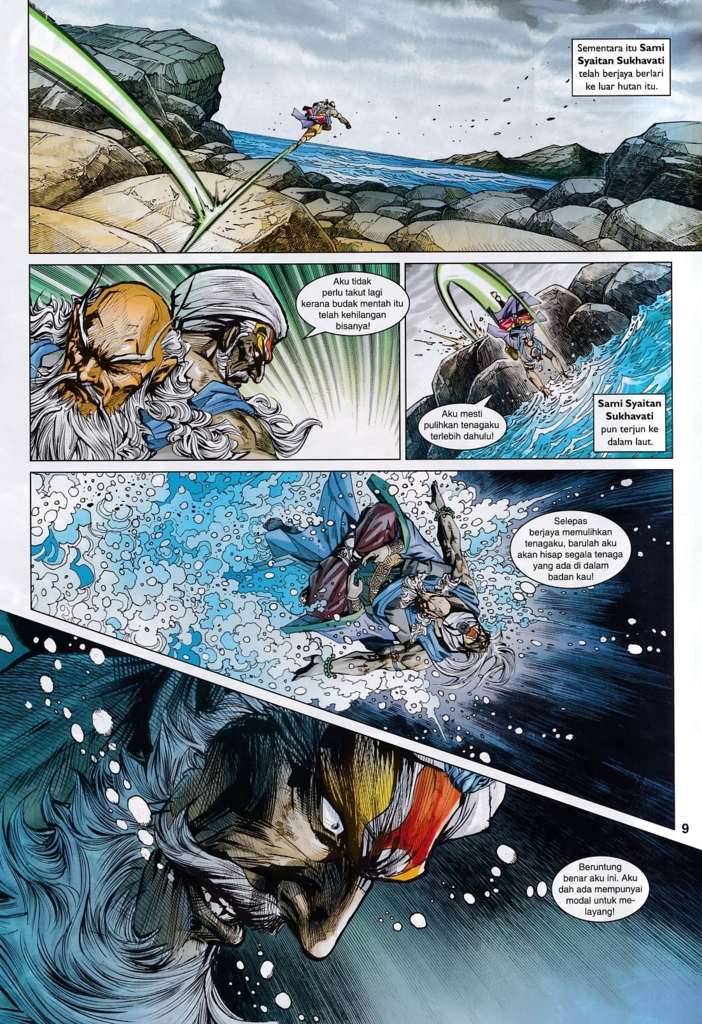 Sementara itu Sami
Syaitan Sukhavati
telah berjaya berlari
ke luar hutan itu.
Aku tidak
perlu takut lagi
kerana budak mentah itu
telah kehilangan
bisanya!
Aku mesti
pulihkan tenagaku
terlebih dahulu!
Sami Syaitan
Sukhavati
pun terjun ke
dalam laut.
Selepas
berjaya memulihkan
tenagaku, barulah aku
akan hisap segala tenaga
yang ada di dalam
badan kau!
Beruntung
benar aku ini. Aku
dah ada mempunyai
modal untuk me-
layang!
9